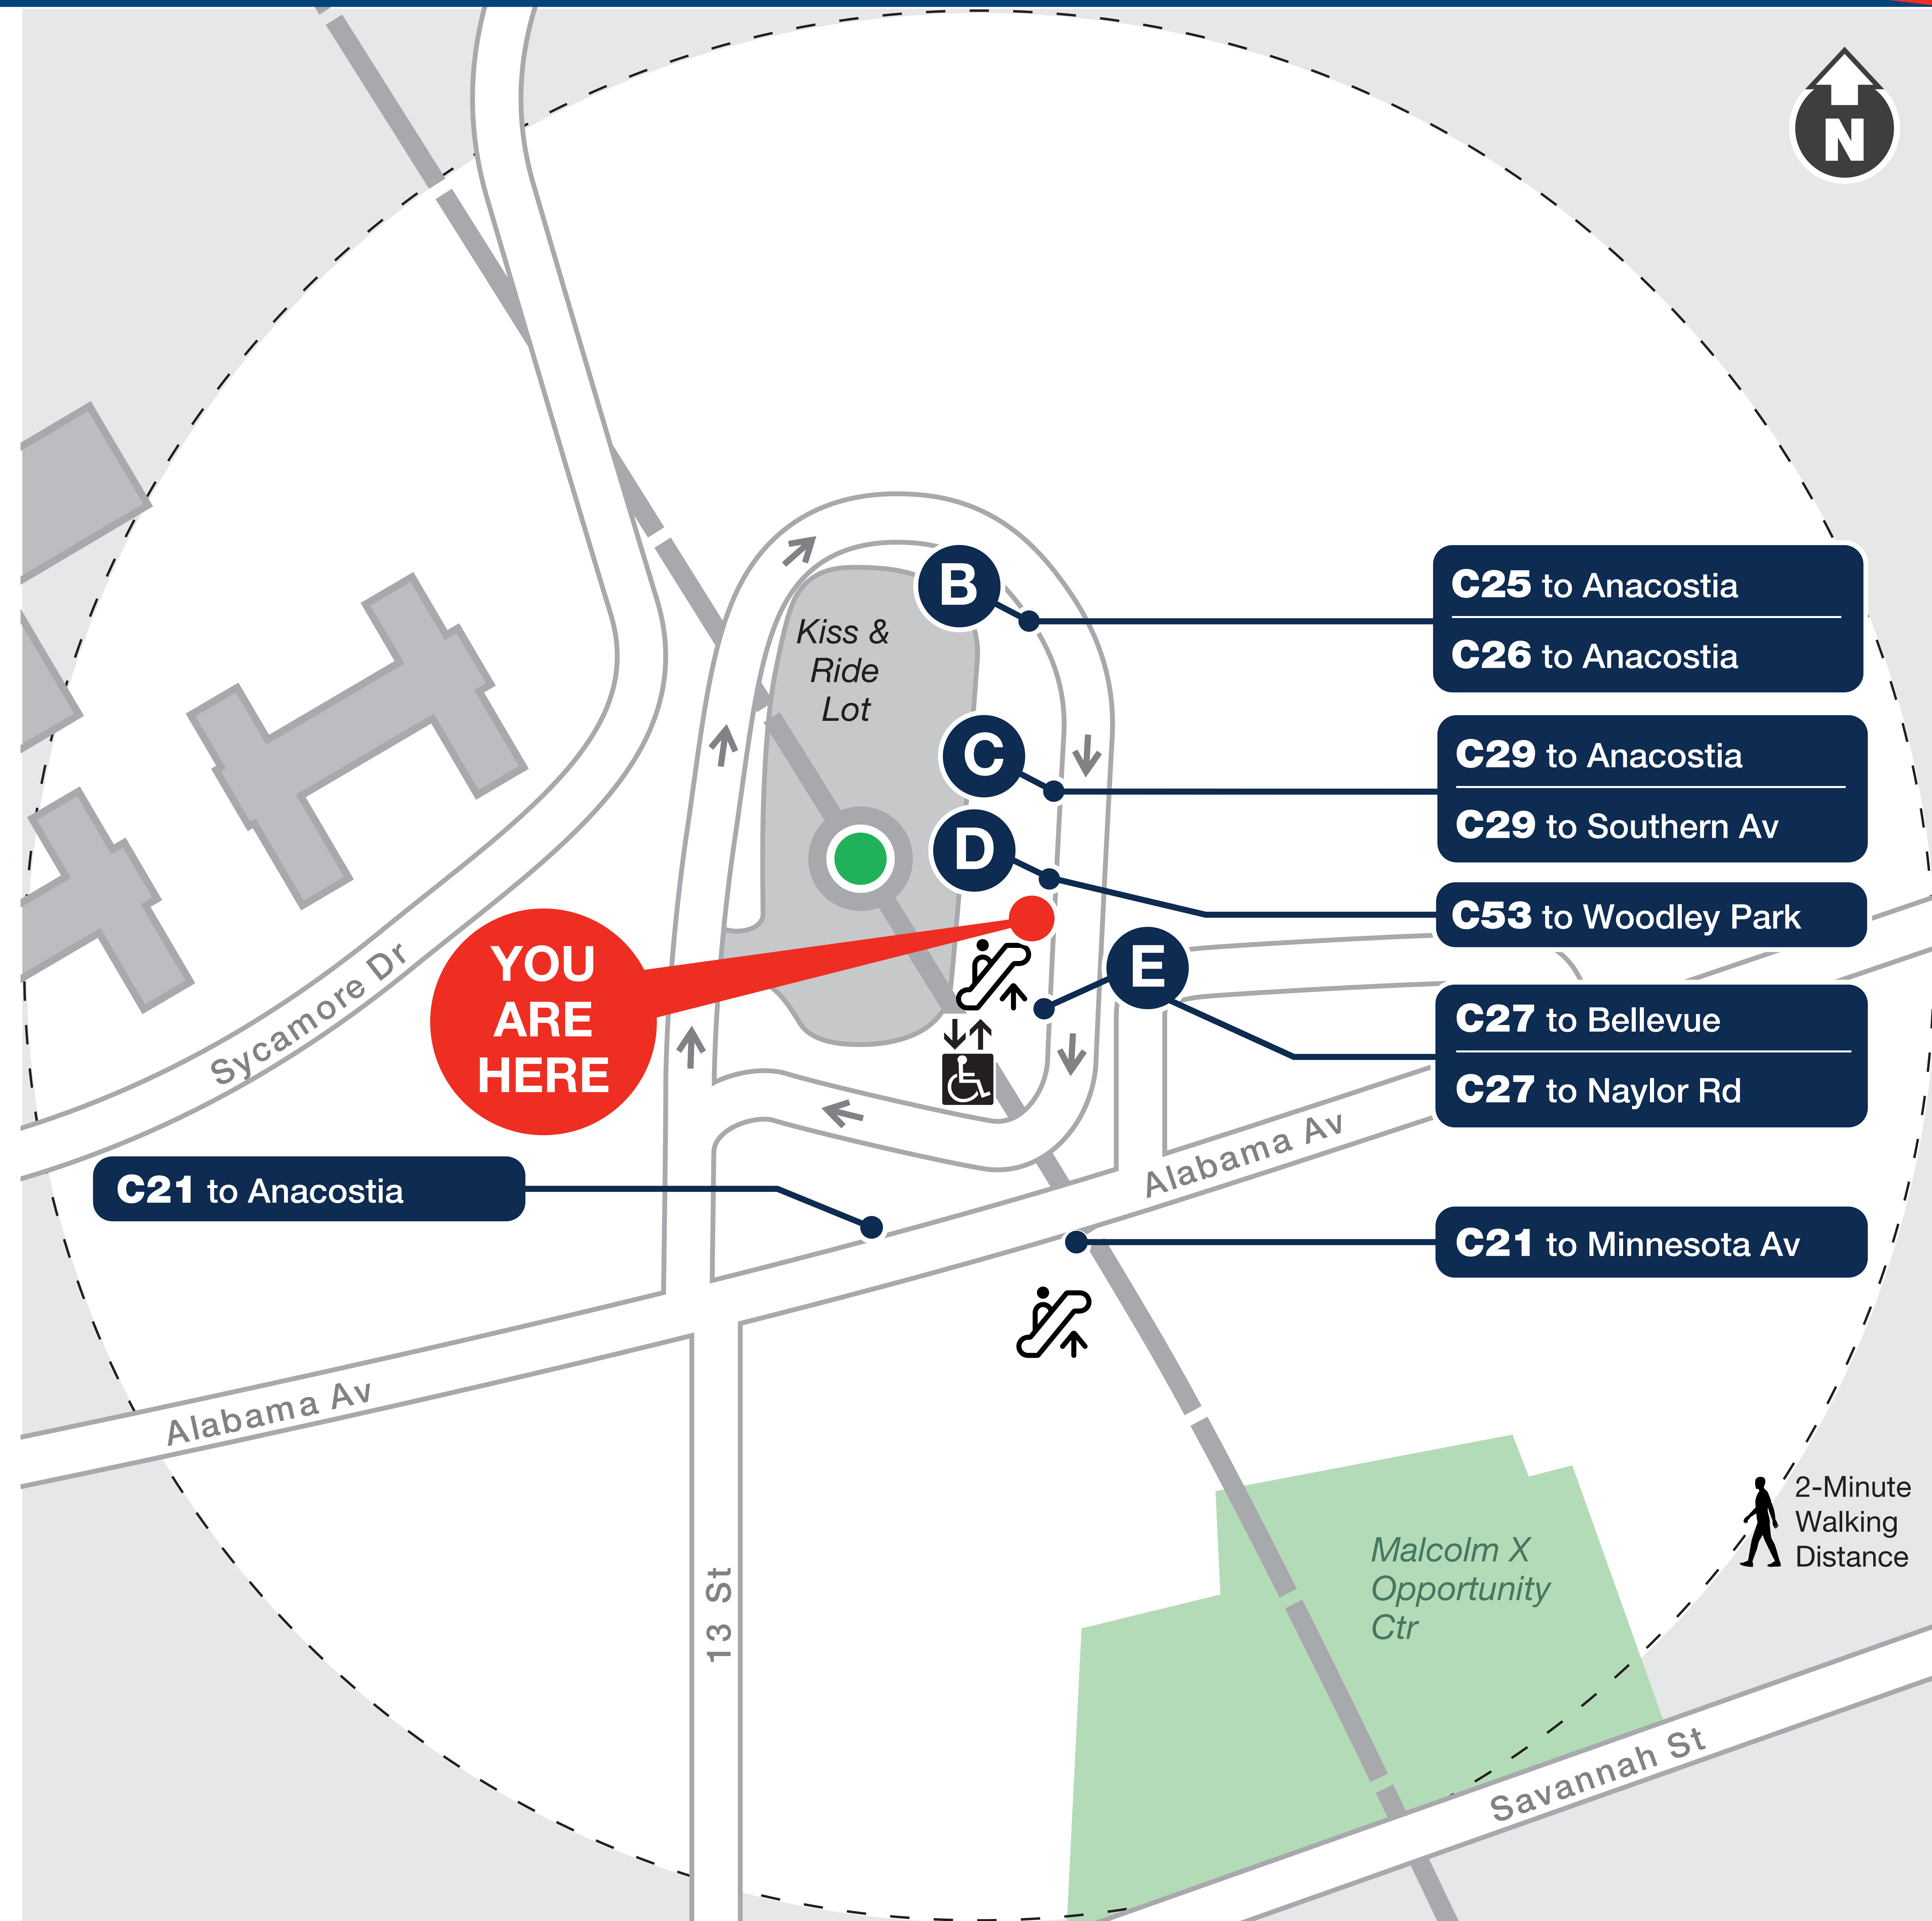 N
B
C25 to Anacostia
C26 to Anacostia
Kiss &
Ride
Lot
C
C29 to Anacostia
C29 to Southern Av
D
C53 to Woodley Park
YOU
ARE
HERE
E
C27 to Bellevue
C27 to Naylor Rd
Sycamore Dr
Alabama Av
C21 to Anacostia
C21 to Minnesota Av
Alabama Av
13 St
Malcolm X
Opportunity
Ctr
2-Minute
Walking
Distance
Savannah St